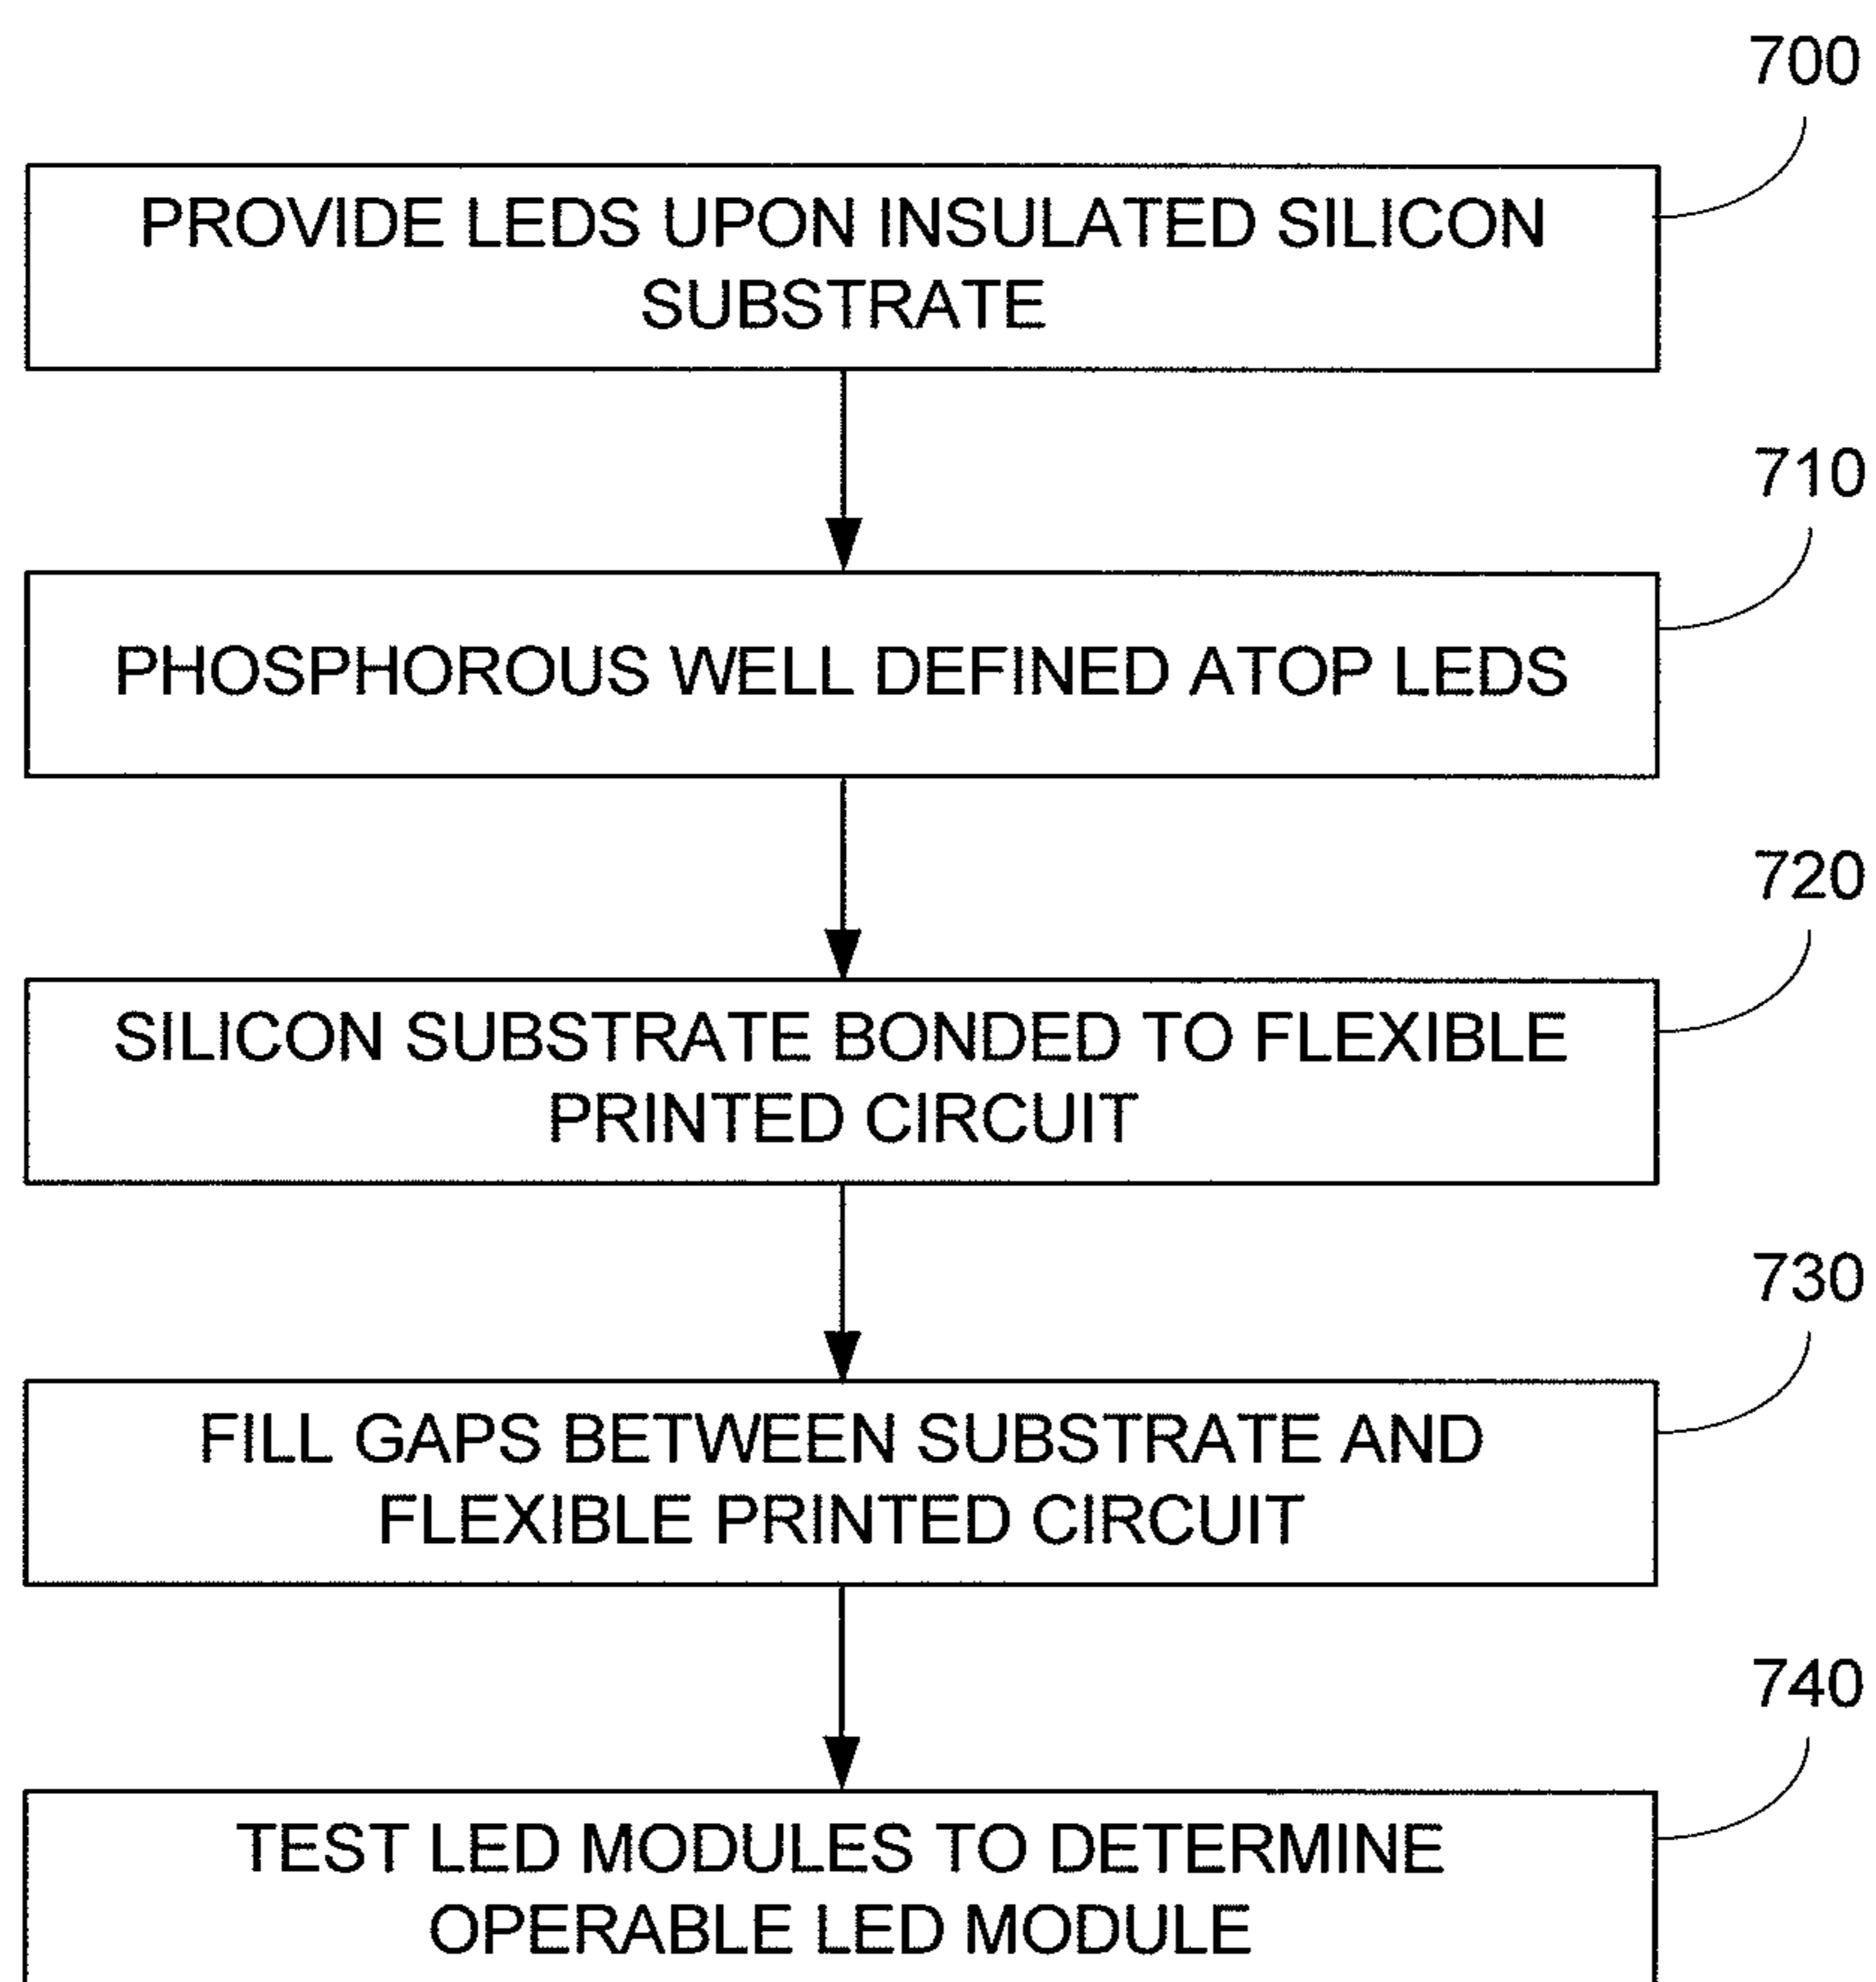 700
PROVIDE LEDS UPON INSULATED SILICON
SUBSTRATE
710
PHOSPHOROUS WELL DEFINED ATOP LEDS
720
SILICON SUBSTRATE BONDED TO FLEXIBLE
PRINTED CIRCUIT
730
FILL GAPS BETWEEN SUBSTRATE AND
FLEXIBLE PRINTED CIRCUIT
740
TEST LED MODULES TO DETERMINE
OPERABLE LED MODULE